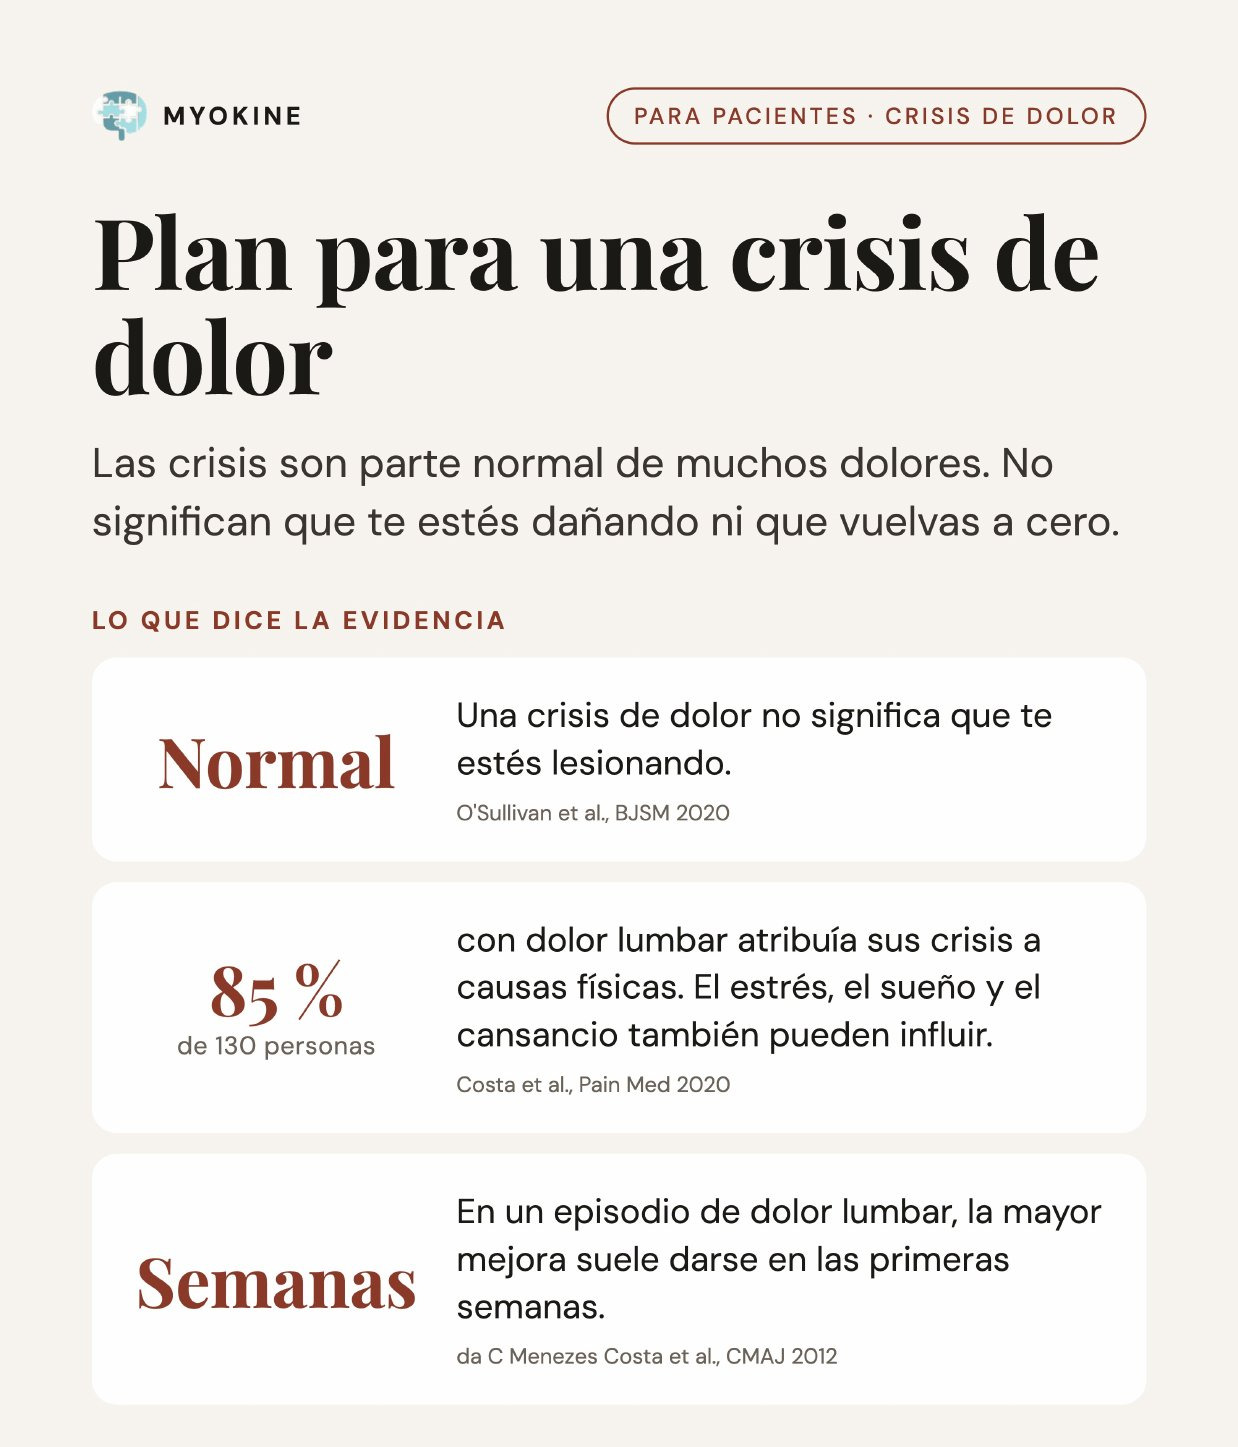 MYOKINE
PARA PACIENTES · CRISIS DE DOLOR
Plan para una crisis de
dolor
Las crisis son parte normal de muchos dolores. No
significan que te estés dañando ni que vuelvas a cero.
LO QUE DICE LA EVIDENCIA
Normal
Una crisis de dolor no significa que te
estés lesionando.
O'Sullivan et al., BJSM 2020
85 %
de 130 personas
con dolor lumbar atribuía sus crisis a
causas físicas. El estrés, el sueño y el
cansancio también pueden influir.
Costa et al., Pain Med 2020
Semanas
En un episodio de dolor lumbar, la mayor
mejora suele darse en las primeras
semanas.
da C Menezes Costa et al., CMAJ 2012